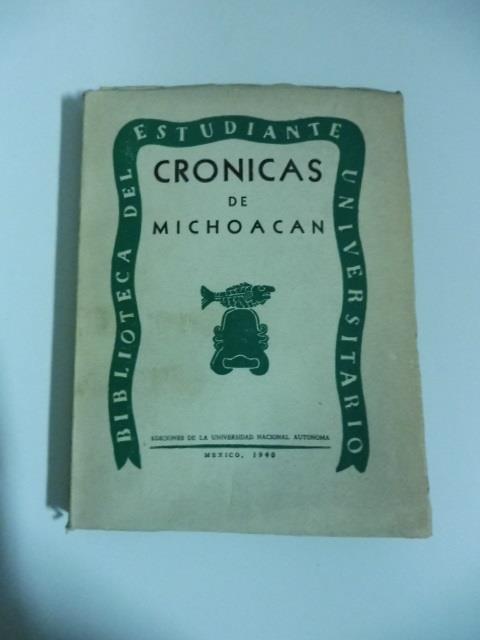 BIBLIOTECA DEL ESTUDIANTE UNIVERSITARIO
CRONICAS
DE
MICHOACAN
EDICIONES DE LA UNIVERSIDAD NACIONAL AUTONOMA
MEXICO, 1940